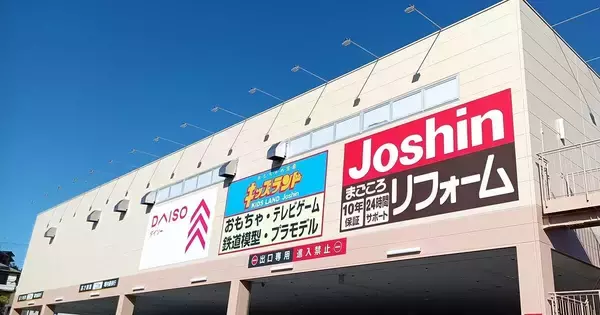 DAISO
ダイソー
キッズランド
KIDS LAND Joshin
おもちゃ・テレビゲーム
鉄道模型・プラモデル
Joshin
まごころ
10年保証
24時間サポート
リフォーム
出口専用 進入禁止